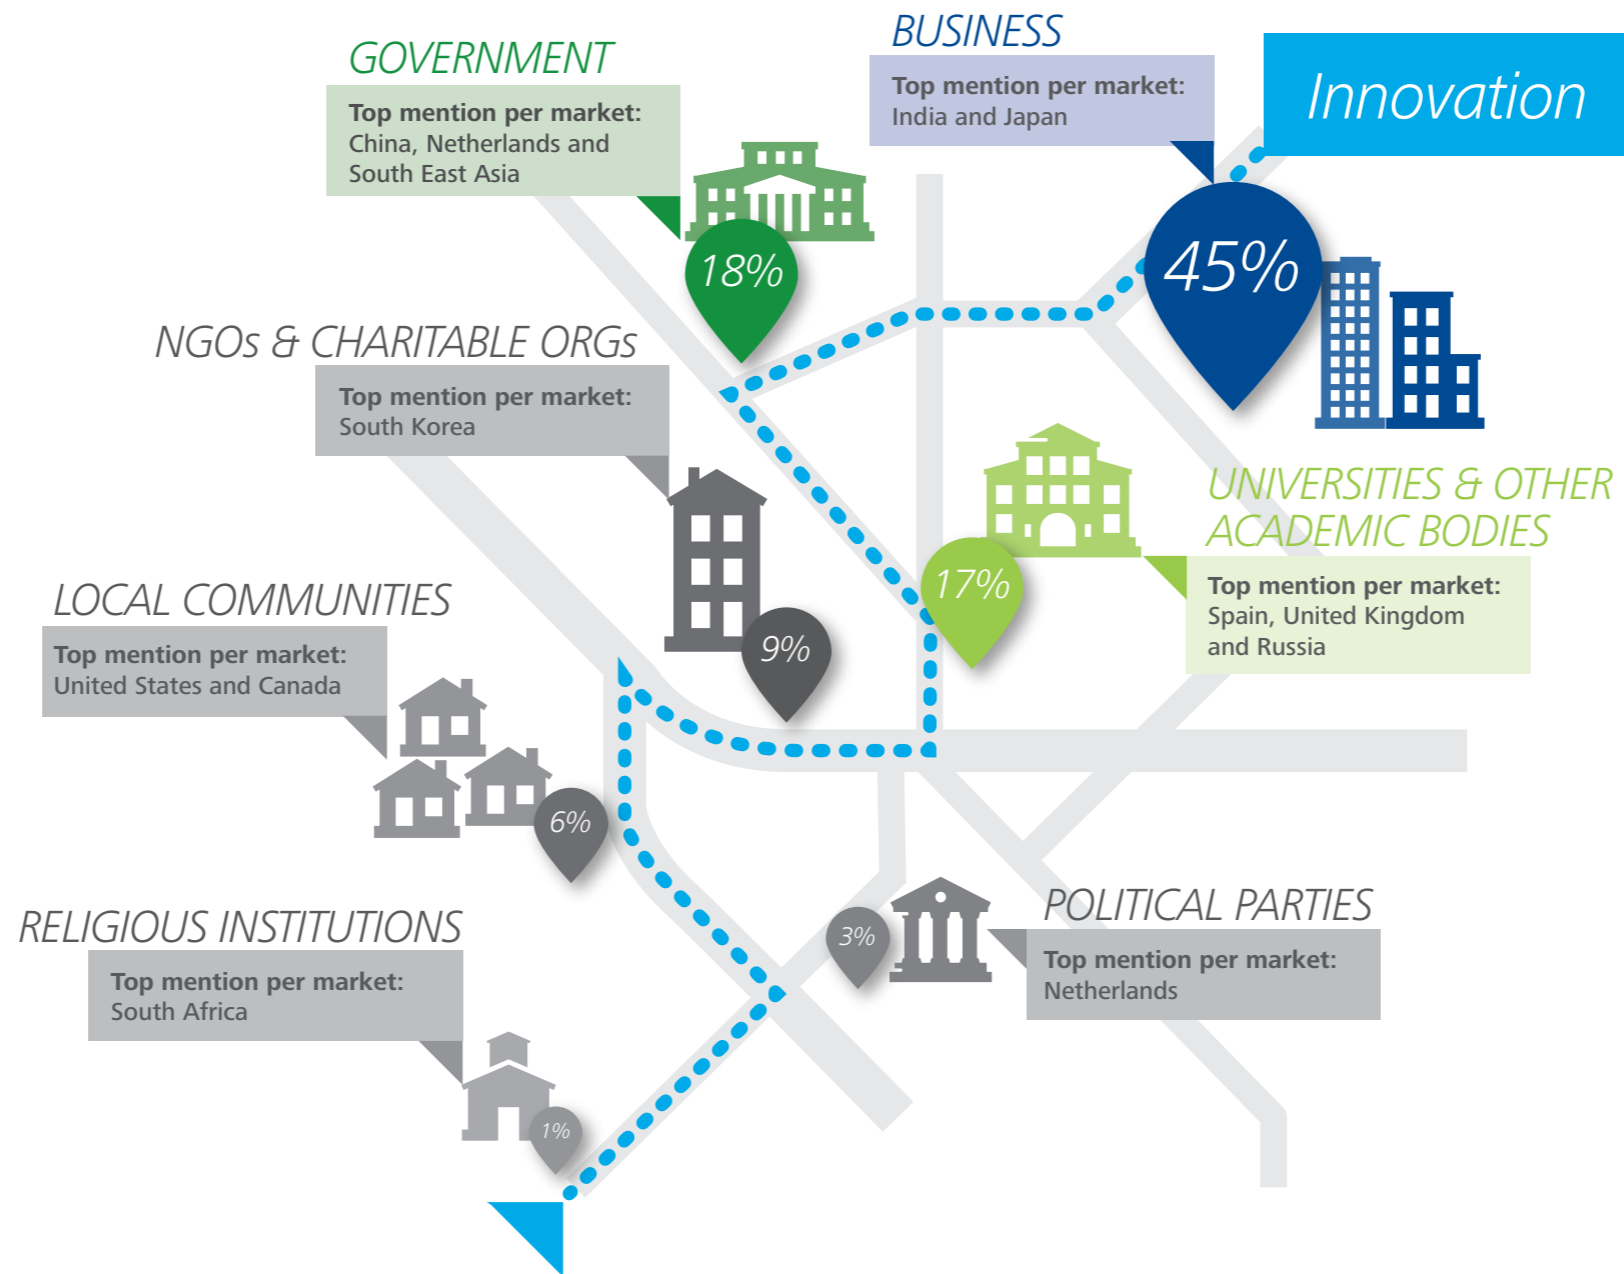 GOVERNMENT
Top mention per market:
China, Netherlands and
South East Asia
18%
BUSINESS
Top mention per market:
India and Japan
45%
Innovation
NGOs & CHARITABLE ORGs
Top mention per market:
South Korea
9%
UNIVERSITIES & OTHER
ACADEMIC BODIES
Top mention per market:
Spain, United Kingdom
and Russia
17%
LOCAL COMMUNITIES
Top mention per market:
United States and Canada
6%
RELIGIOUS INSTITUTIONS
Top mention per market:
South Africa
1%
POLITICAL PARTIES
Top mention per market:
Netherlands
3%